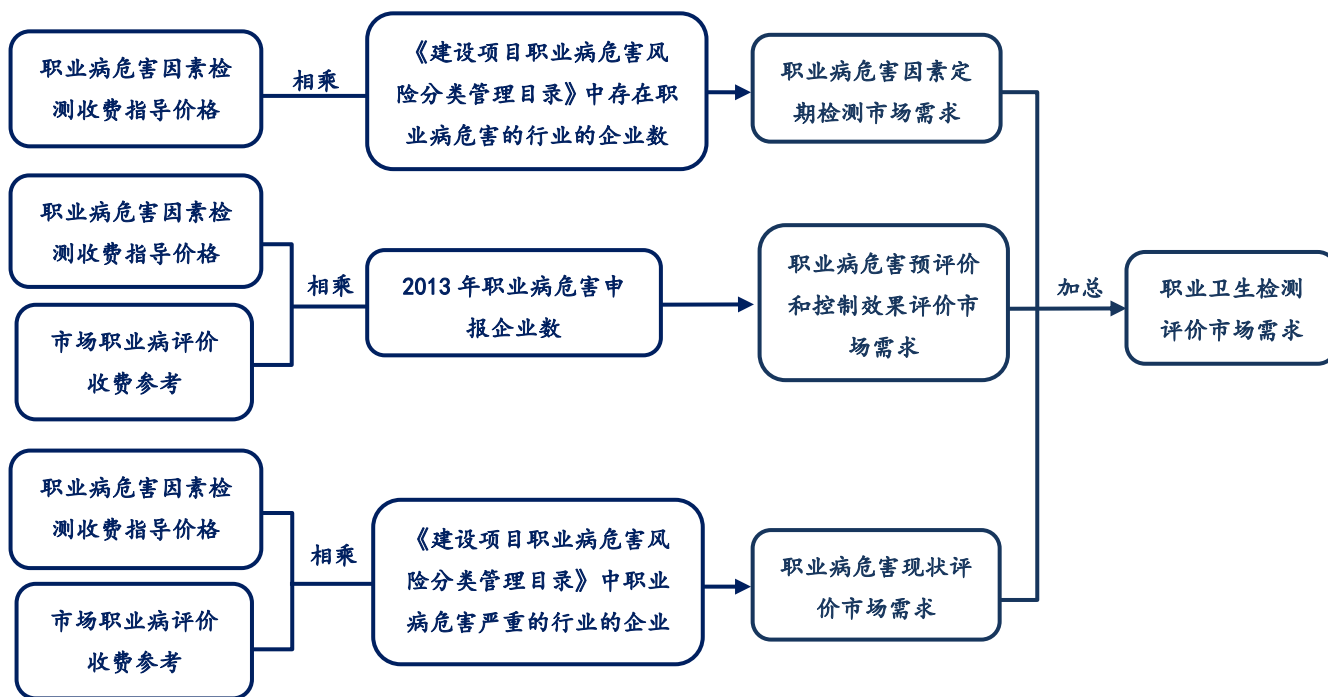 职业病危害因素检
测收费指导价格
相乘
《建设项目职业病危害风
险分类管理目录》中存在职
业病危害的行业的企业数
职业病危害因素定
期检测市场需求
职业病危害因素检
测收费指导价格
市场职业病评价
收费参考
相乘
2013 年职业病危害申
报企业数
职业病危害预评价
和控制效果评价市
场需求
加总
职业卫生检测
评价市场需求
职业病危害因素检
测收费指导价格
市场职业病评价
收费参考
相乘
《建设项目职业病危害风
险分类管理目录》中职业
病危害严重的行业的企业
职业病危害现状评
价市场需求